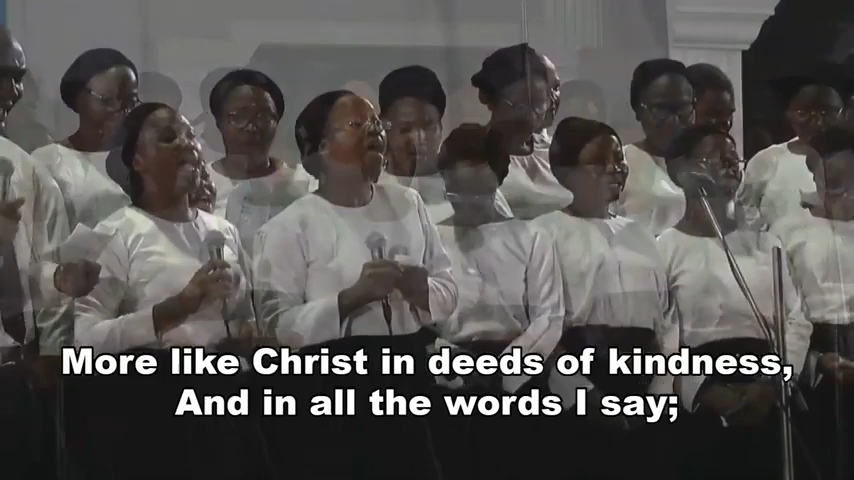 More like Christ in deeds of kindness,
And in all the words I say;